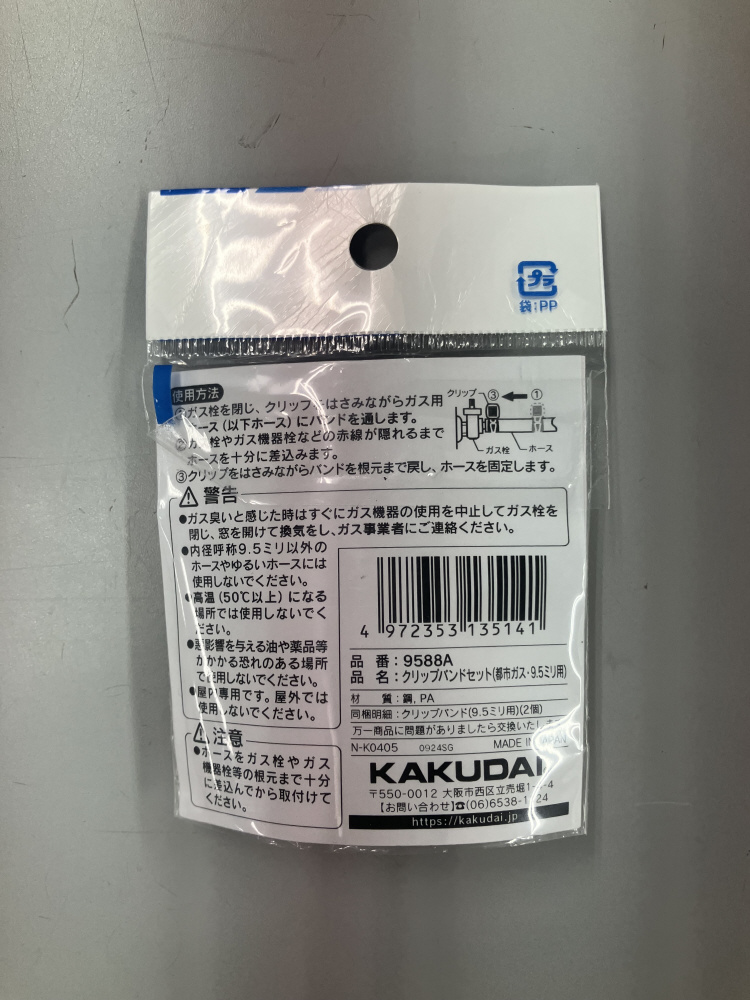 プラ
袋:PP
使用方法
①ガス栓を閉じ、クリップをはさみながらガス用
ホース(以下ホース)にバンドを通します。
②ガス栓やガス機器栓などの赤線が隠れるまで
ホースを十分に差込みます。
③クリップをはさみながらバンドを根元まで戻し、ホースを固定します。
クリップ ③ ①
ガス栓 ホース
警告
●ガス臭いと感じた時はすぐにガス機器の使用を中止してガス栓を
閉じ、窓を開けて換気をし、ガス事業者にご連絡ください。
●内径呼称9.5ミリ以外の
ホースやゆるいホースには
使用しないでください。
●高温(50℃以上)になる
場所では使用しないでく
ださい。
●悪影響を与える油や薬品等
がかかる恐れのある場所
で使用しないでください。
●屋内専用です。屋外では
使用しないでください。
注意
●ホースをガス栓やガス
機器栓等の根元まで十分
に差込んでから取付けて
ください。
4 972353 135141
品 番:9588A
品 名:クリップバンドセット(都市ガス・9.5ミリ用)
材 質:鋼、PA
同梱明細:クリップバンド(9.5ミリ用)(2個)
万一商品に問題がありましたら交換いたします
N-K0405 0924SG MADE IN JAPAN
KAKUDAI
〒550-0012 大阪市西区立売堀1-4-4
【お問い合わせ】☎(06)6538-1124
https://kakudai.jp